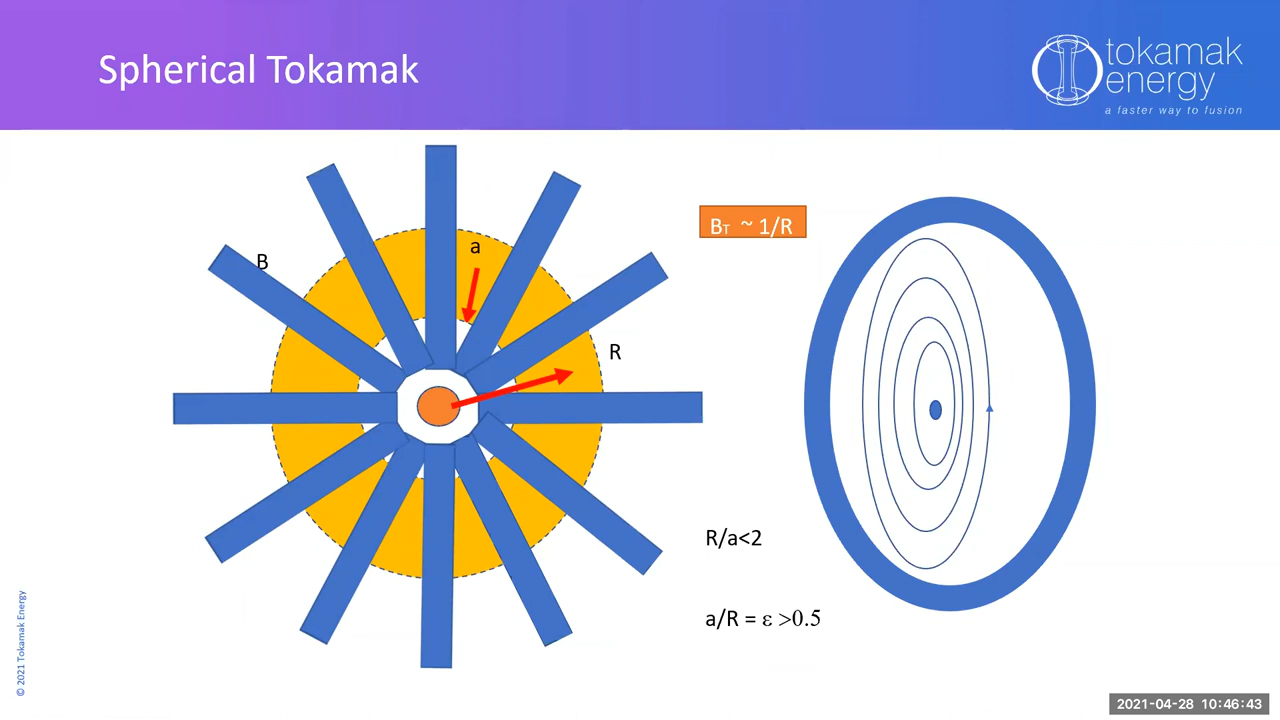 Spherical Tokamak
tokamak
energy
a faster way to fusion
B
a
R
BT ~ 1/R
R/a<2
a/R = ε >0.5
© 2021 Tokamak Energy
2021-04-28 10:46:43